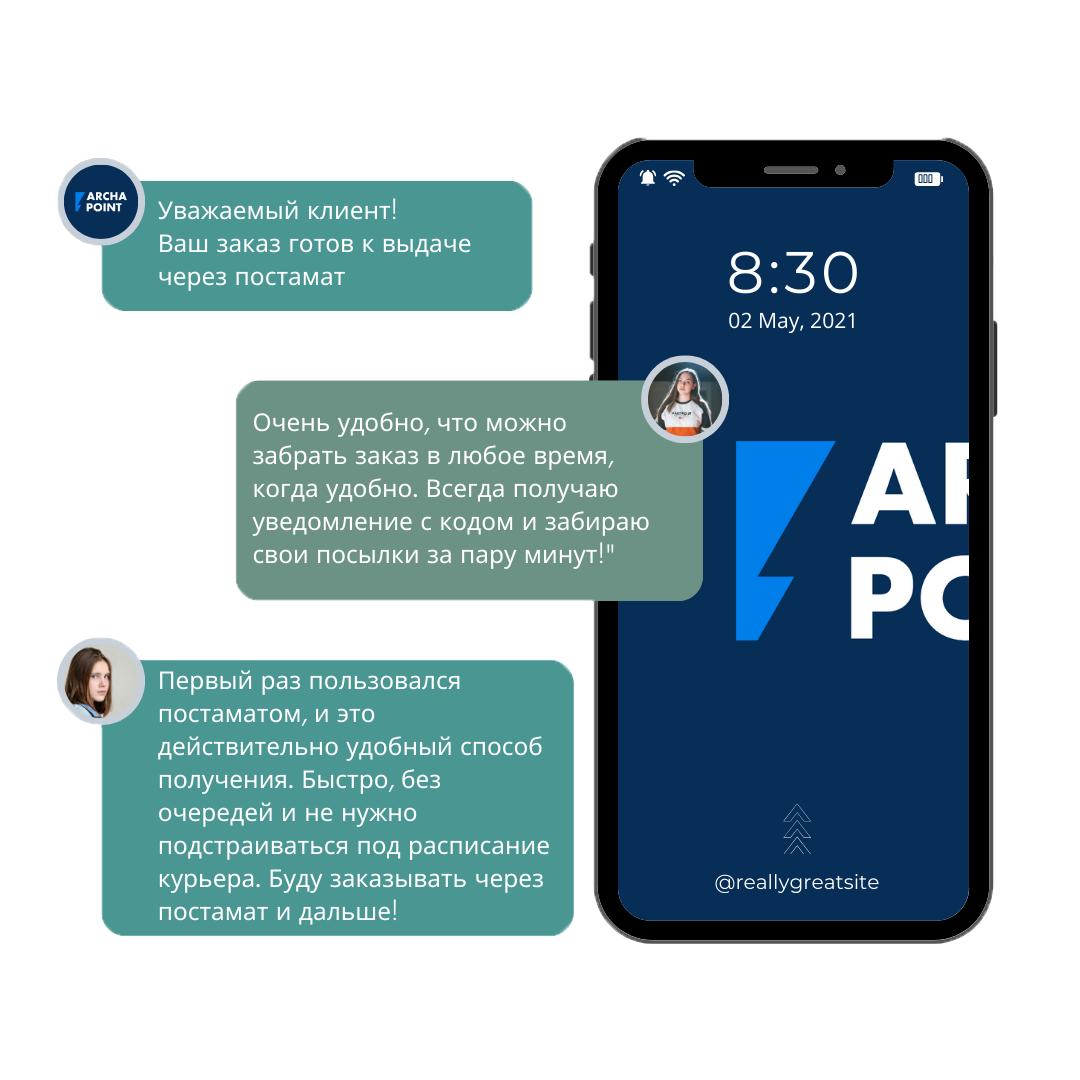 ARCHA
POINT
Уважаемый клиент!
Ваш заказ готов к выдаче
через постамат
8:30
02 May, 2021
Очень удобно, что можно
забрать заказ в любое время,
когда удобно. Всегда получаю
уведомление с кодом и забираю
свои посылки за пару минут!"
AR
PO
Первый раз пользовался
постаматом, и это
действительно удобный способ
получения. Быстро, без
очередей и не нужно
подстраиваться под расписание
курьера. Буду заказывать через
постамат и дальше!
@reallygreatsite